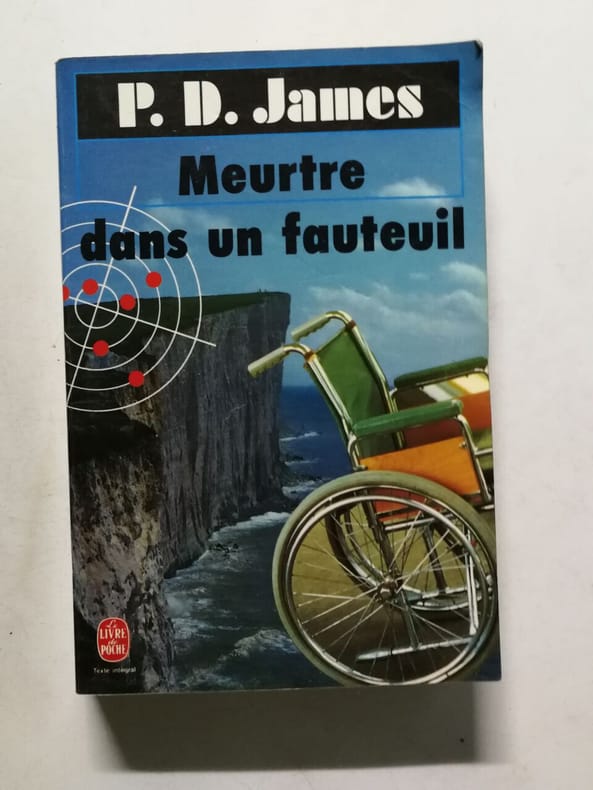 P. D. James
Meurtre
dans un fauteuil
Le
LIVRE
de
POCHE
Texte intégral